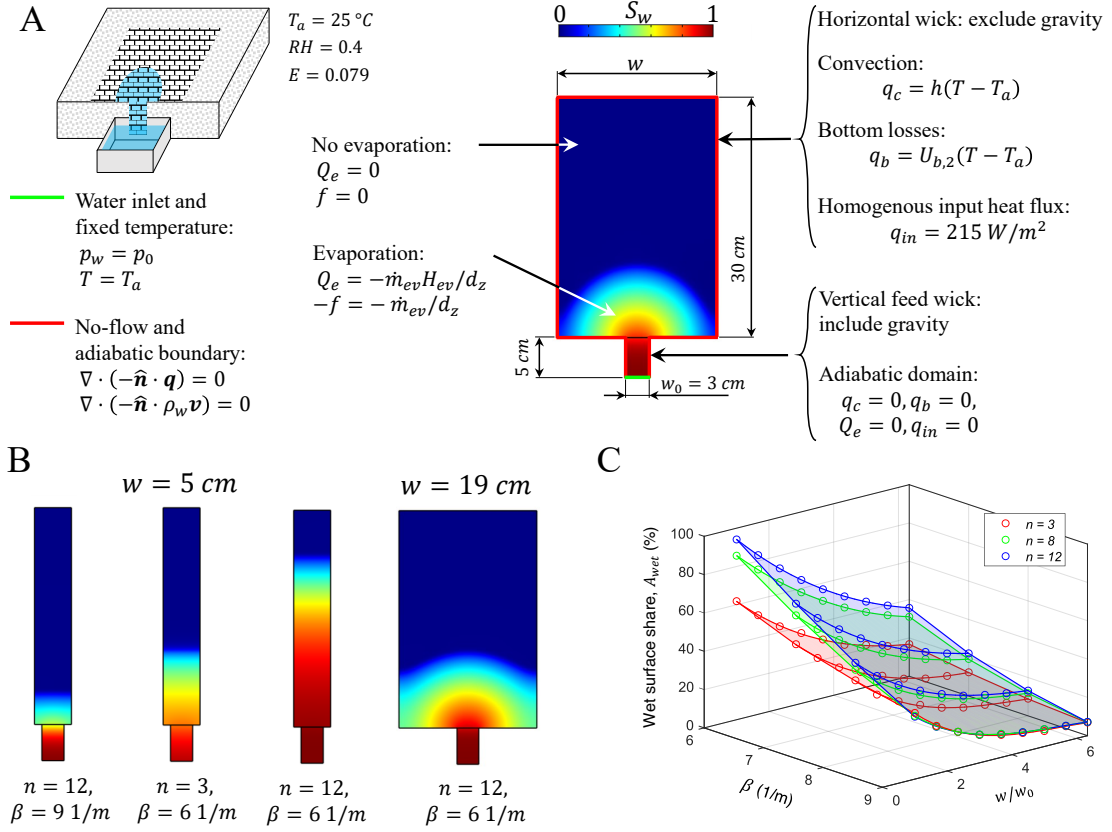 A
T_a = 25 °C
RH = 0.4
E = 0.079
Water inlet and
fixed temperature:
p_w = p_0
T = T_a
No-flow and
adiabatic boundary:
∇ · (−n̂ · q) = 0
∇ · (−n̂ · ρ_w v) = 0
0 S_w 1
w
No evaporation:
Q_e = 0
f = 0
Evaporation:
Q_e = −ṁ_ev H_ev/d_z
−f = − ṁ_ev/d_z
30 cm
5 cm
w_0 = 3 cm
Horizontal wick: exclude gravity
Convection:
q_c = h(T − T_a)
Bottom losses:
q_b = U_b,2(T − T_a)
Homogenous input heat flux:
q_in = 215 W/m²
Vertical feed wick:
include gravity
Adiabatic domain:
q_c = 0, q_b = 0,
Q_e = 0, q_in = 0
B
w = 5 cm
w = 19 cm
n = 12,
β = 9 1/m
n = 3,
β = 6 1/m
n = 12,
β = 6 1/m
n = 12,
β = 6 1/m
C
Wet surface share, A_wet (%)
100
80
60
40
20
0
6
7
8
9
β (1/m)
0
2
4
6
w/w_0
n = 3
n = 8
n = 12